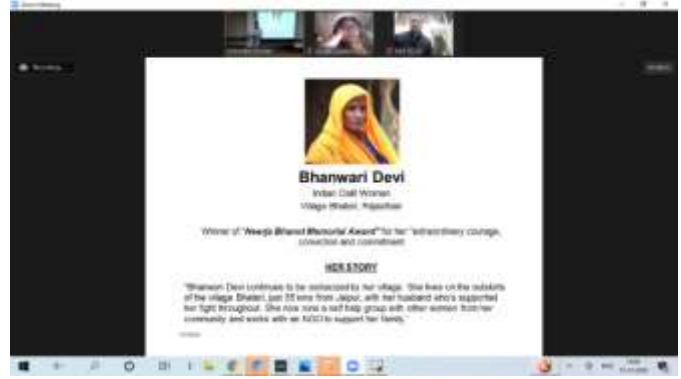 Bhanwari Devi
Indian Dalit Women
Village Bhateri, Rajasthan
Winner of "Neerja Bhanot Memorial Award" for her "extraordinary courage,
conviction and commitment
HER STORY
"Bhanwari Devi continues to be ostracized by her village. She lives on the outskirts
of the village Bhateri, just 55 kms from Jaipur, with her husband who's supported
her fight throughout. She now runs a self help group with other women from her
community and works with an NGO to support her family."